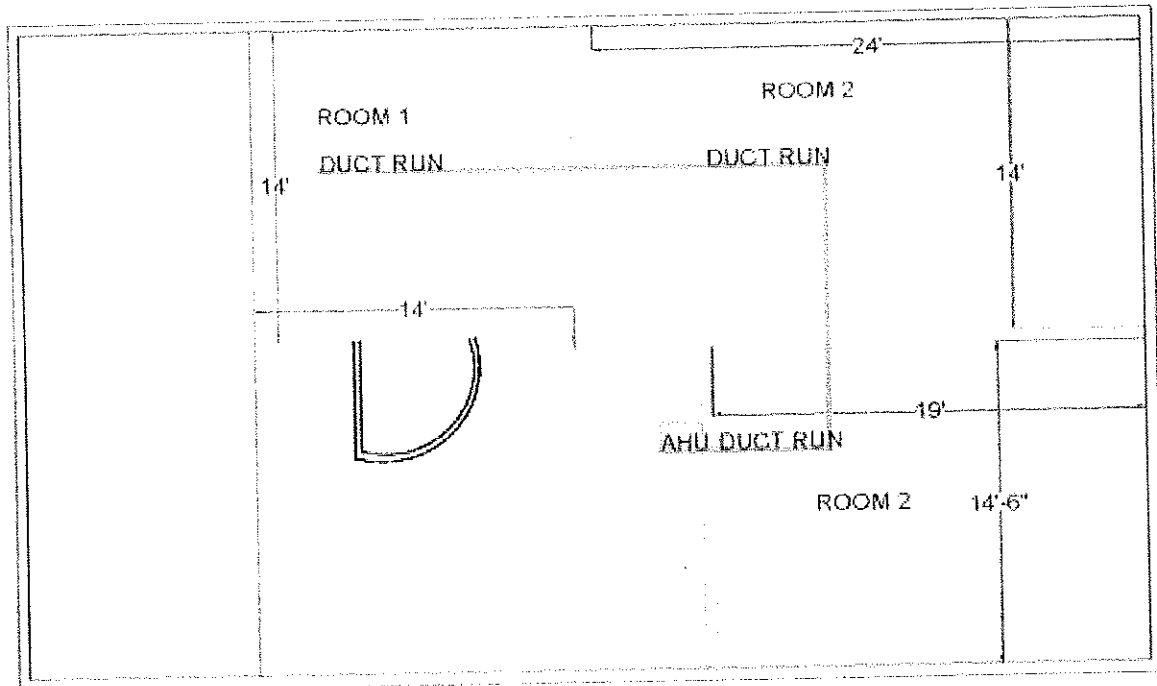 24'
ROOM 2
ROOM 1
DUCT RUN
DUCT RUN
14'
14'
14'
19'
AHU DUCT RUN
ROOM 2
14'-6"